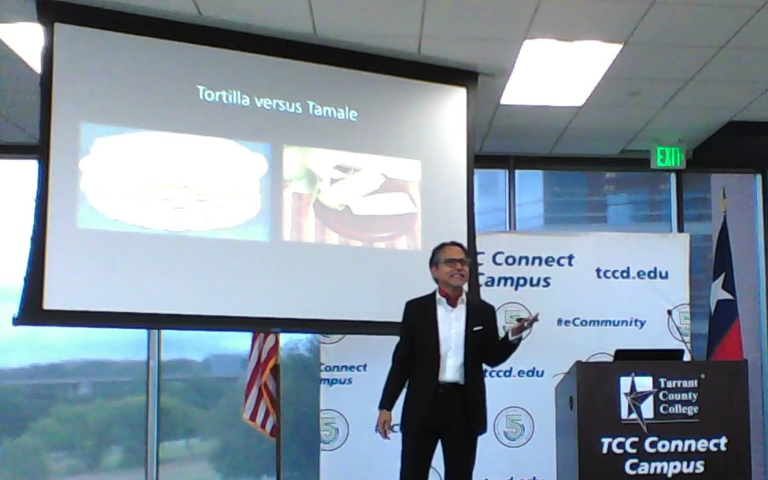 Tortilla versus Tamale
EXIT
C Connect
Campus
tccd.edu
#eCommunity
Connect
mpus
tccd.edu
5
Tarrant
County
College
TCC Connect
Campus